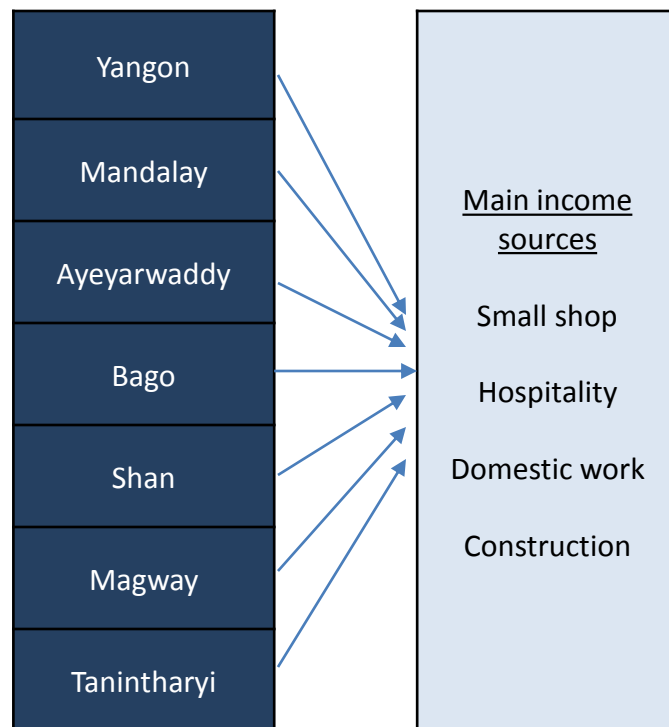 Yangon
Mandalay
Ayeyarwaddy
Bago
Shan
Magway
Tanintharyi
Main income
sources
Small shop
Hospitality
Domestic work
Construction